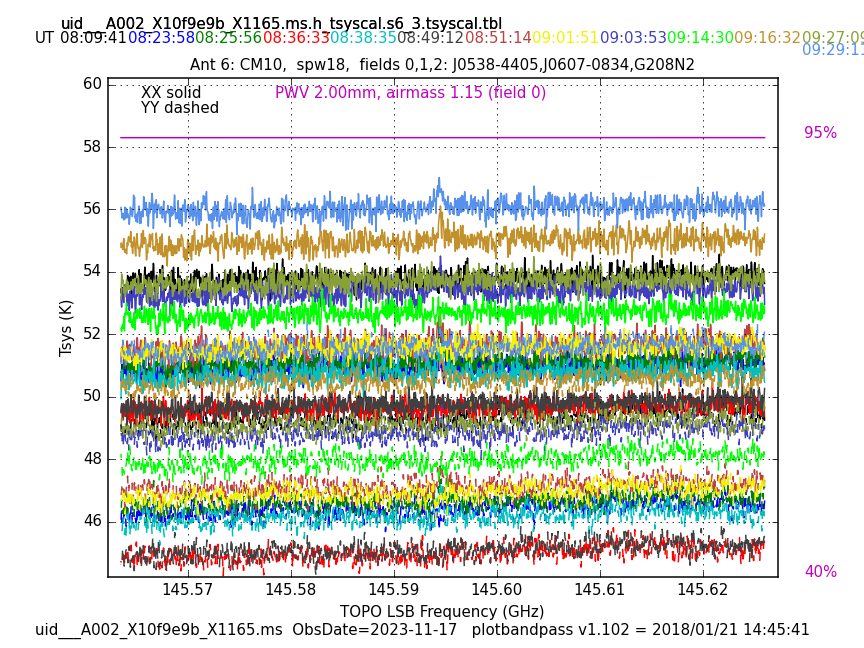 uid___A002_X10f9e9b_X1165.ms.h_tsyscal.s6_3.tsyscal.tbl
UT 08:09:41 08:23:58 08:25:56 08:36:33 08:38:35 08:49:12 08:51:14 09:01:51 09:03:53 09:14:30 09:16:32 09:27:09
09:29:11
Ant 6: CM10, spw18, fields 0,1,2: J0538-4405,J0607-0834,G208N2
XX solid PWV 2.00mm, airmass 1.15 (field 0)
YY dashed
60
58
56
54
52
50
48
46
95%
40%
Tsys (K)
145.57 145.58 145.59 145.60 145.61 145.62
TOPO LSB Frequency (GHz)
uid___A002_X10f9e9b_X1165.ms ObsDate=2023-11-17 plotbandpass v1.102 = 2018/01/21 14:45:41